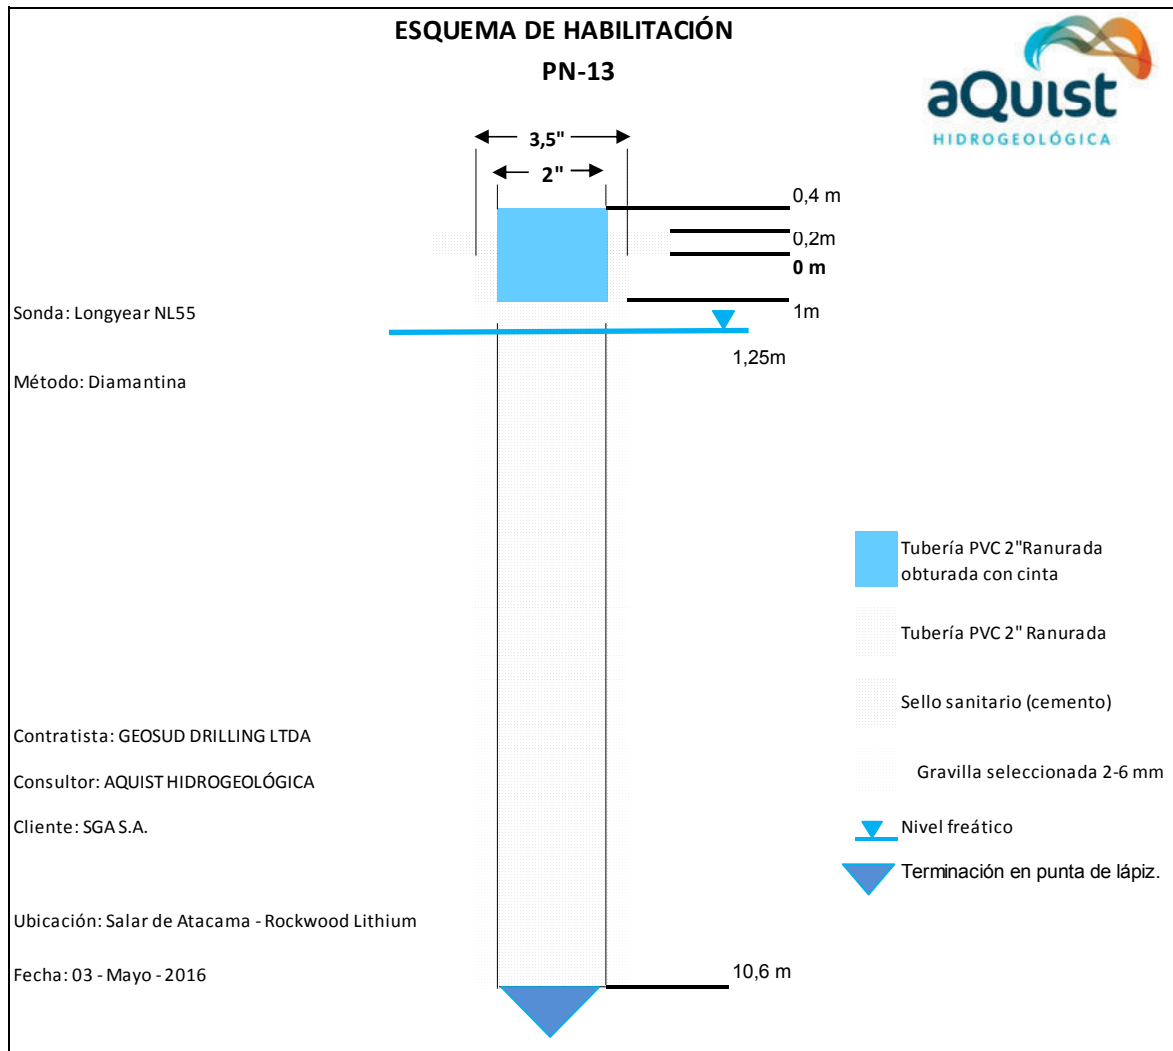 ESQUEMA DE HABILITACIÓN
PN-13
aQuist
HIDROGEOLÓGICA
3,5"
2"
0,4 m
0,2m
0 m
1m
Sonda: Longyear NL55
1,25m
Método: Diamantina
Tubería PVC 2"Ranurada
obturada con cinta
Tubería PVC 2" Ranurada
Sello sanitario (cemento)
Contratista: GEOSUD DRILLING LTDA
Gravilla seleccionada 2-6 mm
Consultor: AQUIST HIDROGEOLÓGICA
Cliente: SGA S.A.
Nivel freático
Terminación en punta de lápiz.
Ubicación: Salar de Atacama - Rockwood Lithium
Fecha: 03 - Mayo - 2016
10,6 m